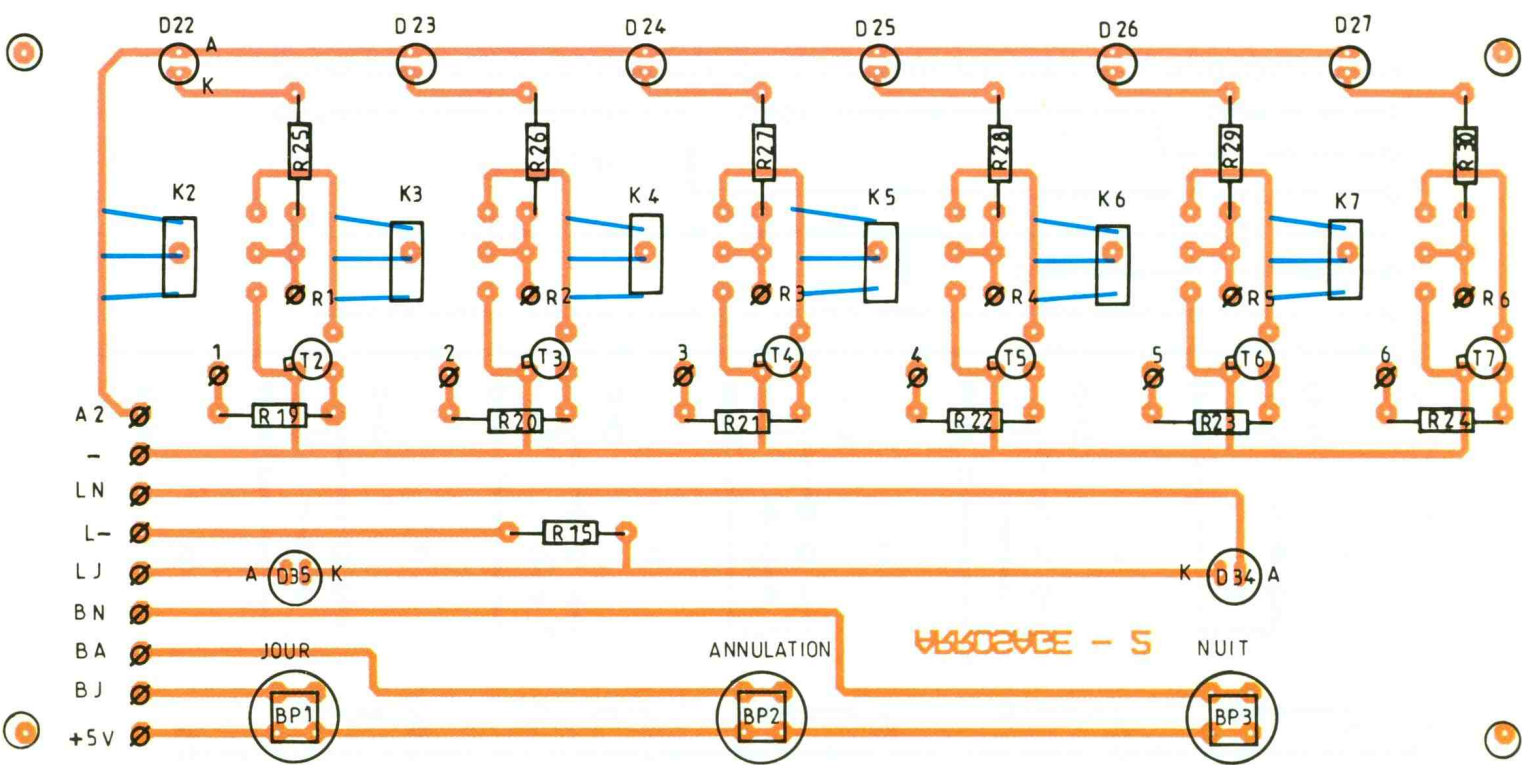 D22 D23 D24 D25 D26 D27
A
K
R25 R26 R27 R28 R29 R30
K2 K3 K4 K5 K6 K7
R1 R2 R3 R4 R5 R6
1 2 3 4 5 6
T2 T3 T4 T5 T6 T7
A2 R19 R20 R21 R22 R23 R24
-
LN
L- R15
LJ A D35 K K D34 A
BN
ARROSAGE - S
BA JOUR ANNULATION NUIT
BJ
BP1 BP2 BP3
+5V